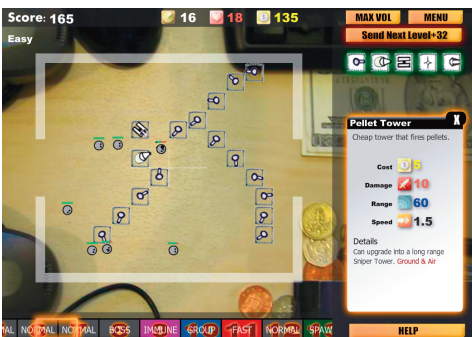 Score: 165
16
18
135
MAX VOL
MENU
Easy
Send Next Level+32
Pellet Tower
X
Cheap tower that fires pellets.
Cost 5
Damage 10
Range 60
Speed 1.5
Details
Can upgrade into a long range
Sniper Tower. Ground & Air
AL NORMAL NORMAL BOSS IMMUNE GROUP FAST NORMAL SPAW
HELP